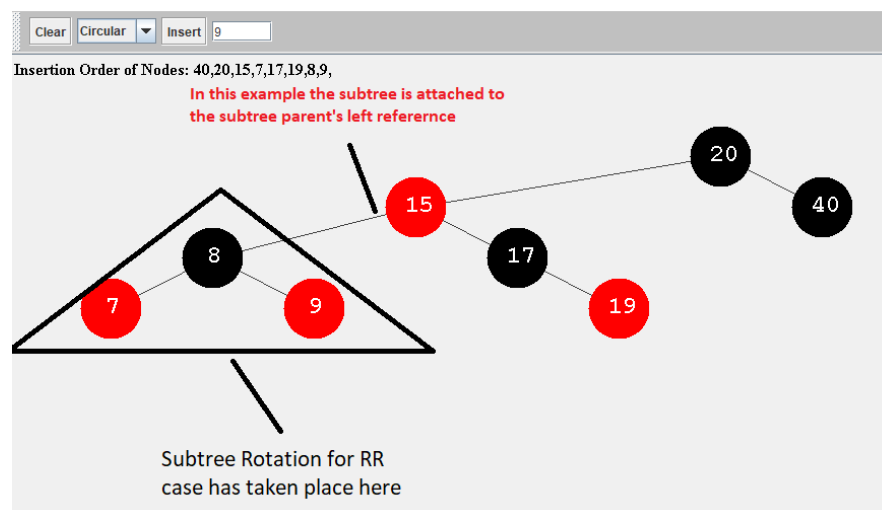 Clear Circular Insert 9
Insertion Order of Nodes: 40,20,15,7,17,19,8,9,
In this example the subtree is attached to
the subtree parent's left referernce
20
15
40
8
17
7
9
19
Subtree Rotation for RR
case has taken place here